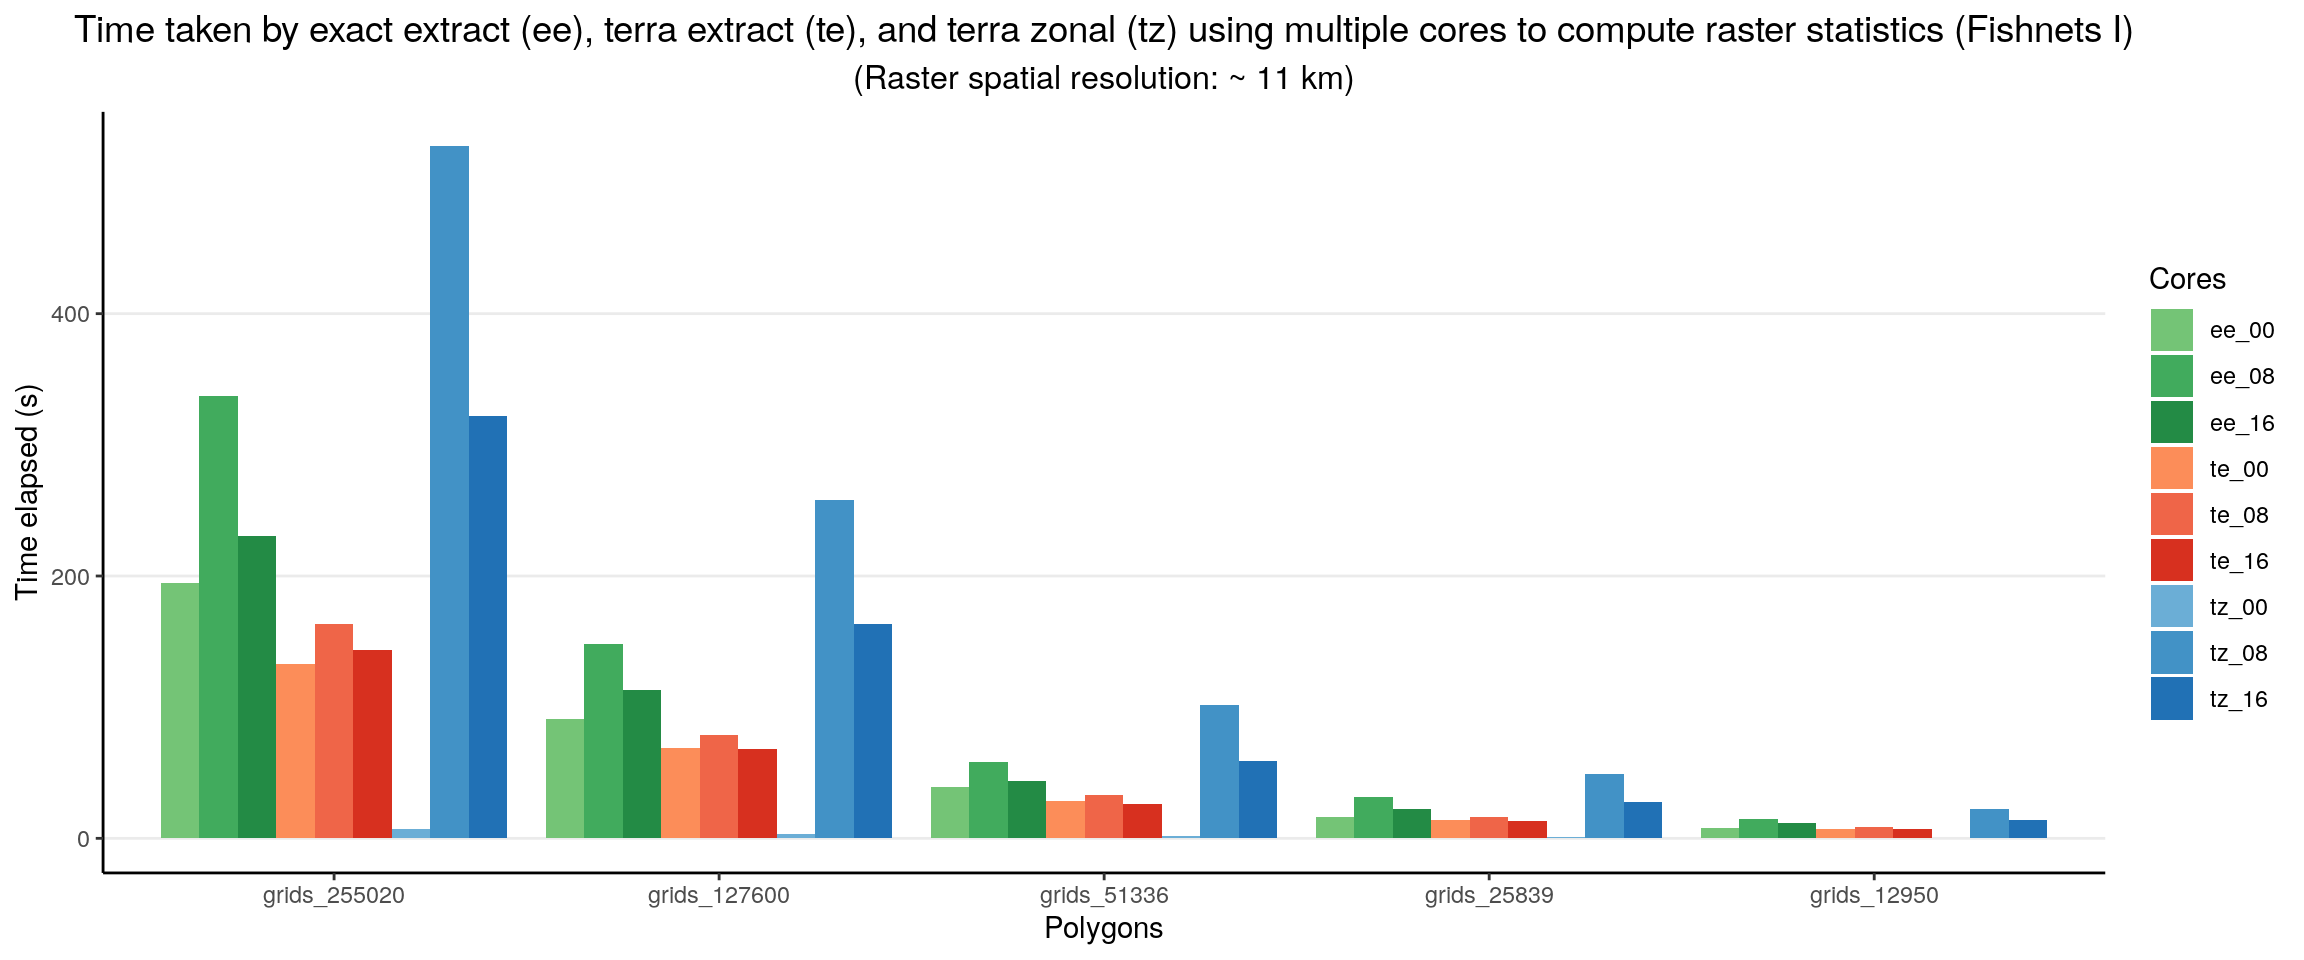 Time taken by exact extract (ee), terra extract (te), and terra zonal (tz) using multiple cores to compute raster statistics (Fishnets I)
(Raster spatial resolution: ~ 11 km)
Time elapsed (s)
400
200
0
grids_255020
grids_127600
grids_51336
grids_25839
grids_12950
Polygons
Cores
ee_00
ee_08
ee_16
te_00
te_08
te_16
tz_00
tz_08
tz_16